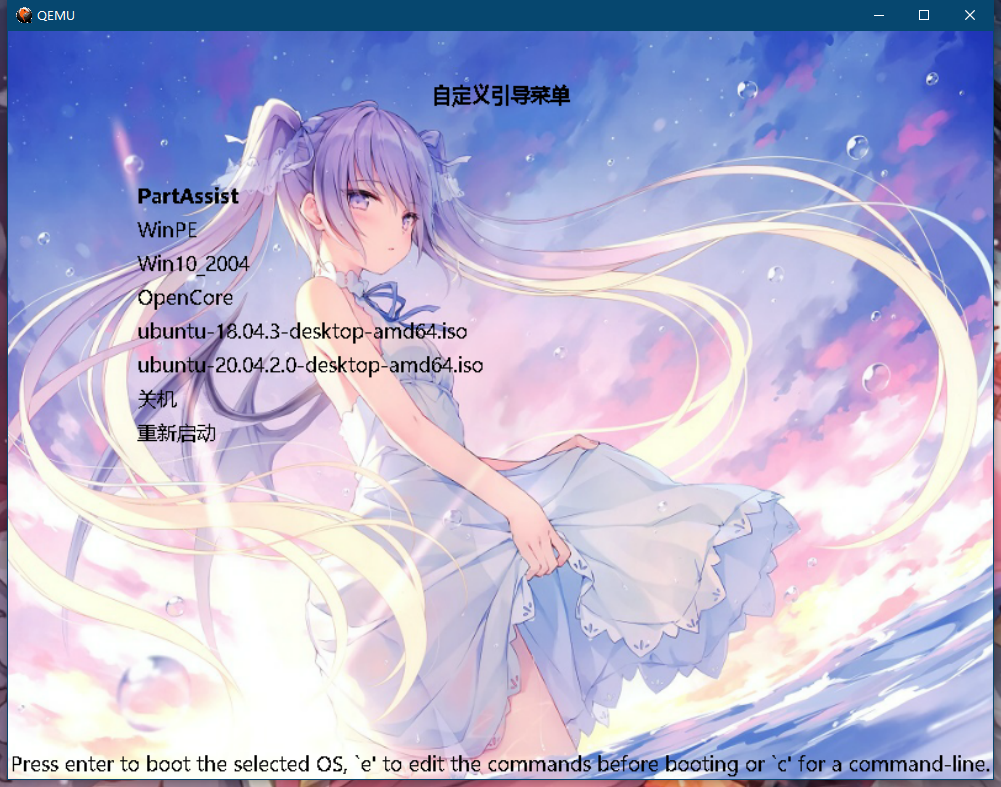 QEMU
自定义引导菜单
PartAssist
WinPE
Win10_2004
OpenCore
ubuntu-18.04.3-desktop-amd64.iso
ubuntu-20.04.2.0-desktop-amd64.iso
关机
重新启动
Press enter to boot the selected OS, `e' to edit the commands before booting or `c' for a command-line.